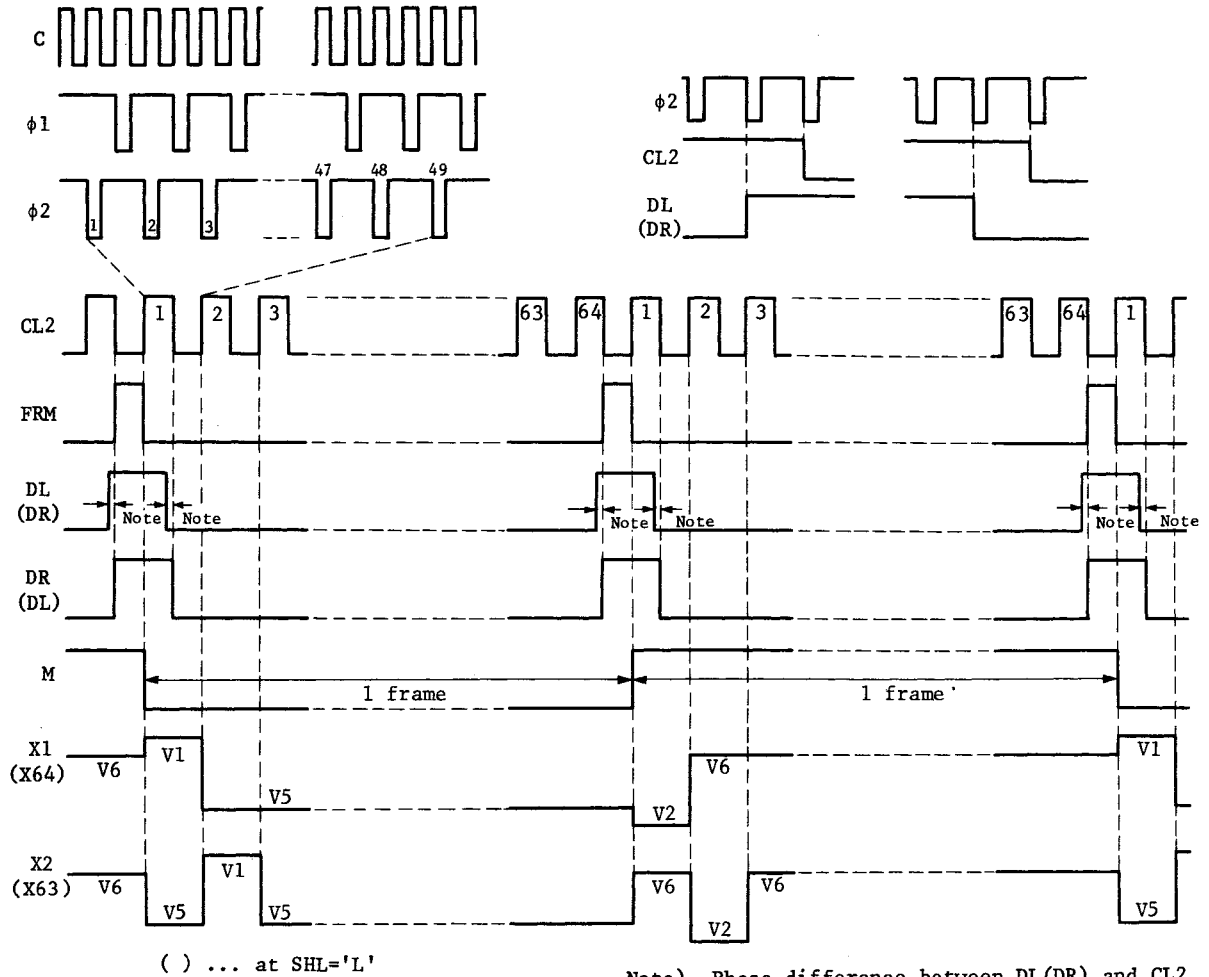 C
φ1
φ2
1 2 3 47 48 49
φ2
CL2
DL
(DR)
CL2
1 2 3 63 64 1 2 3 63 64 1
FRM
DL
(DR)
Note Note Note Note Note Note
DR
(DL)
M
1 frame 1 frame
X1
(X64)
V6 V1 V5 V2 V6 V1
X2
(X63)
V6 V5 V1 V5 V6 V2 V6 V5
( ) ... at SHL='L'
Note) Phase difference between DL(DR) and CL2